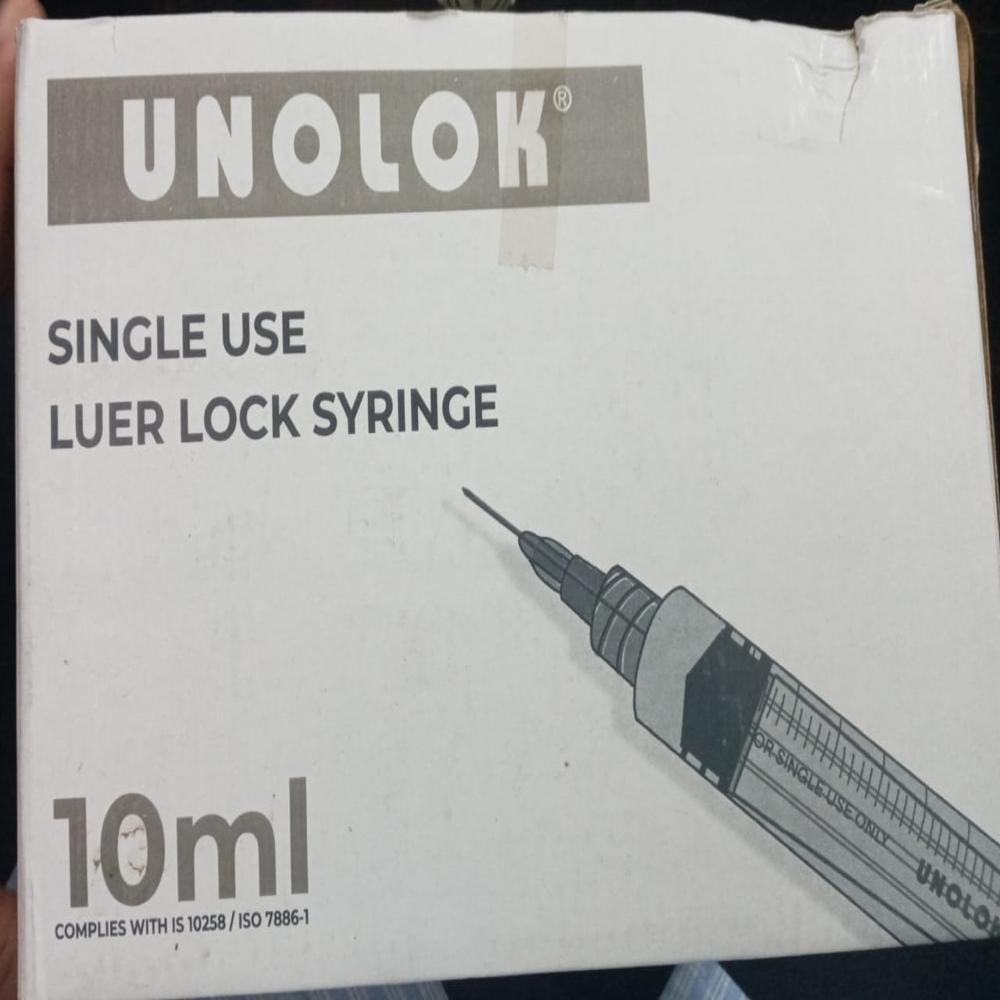 UNOLOK®
SINGLE USE
LUER LOCK SYRINGE
OR SINGLE USE ONLY
UNOLOK
10ml
COMPLIES WITH IS 10258 / ISO 7886-1